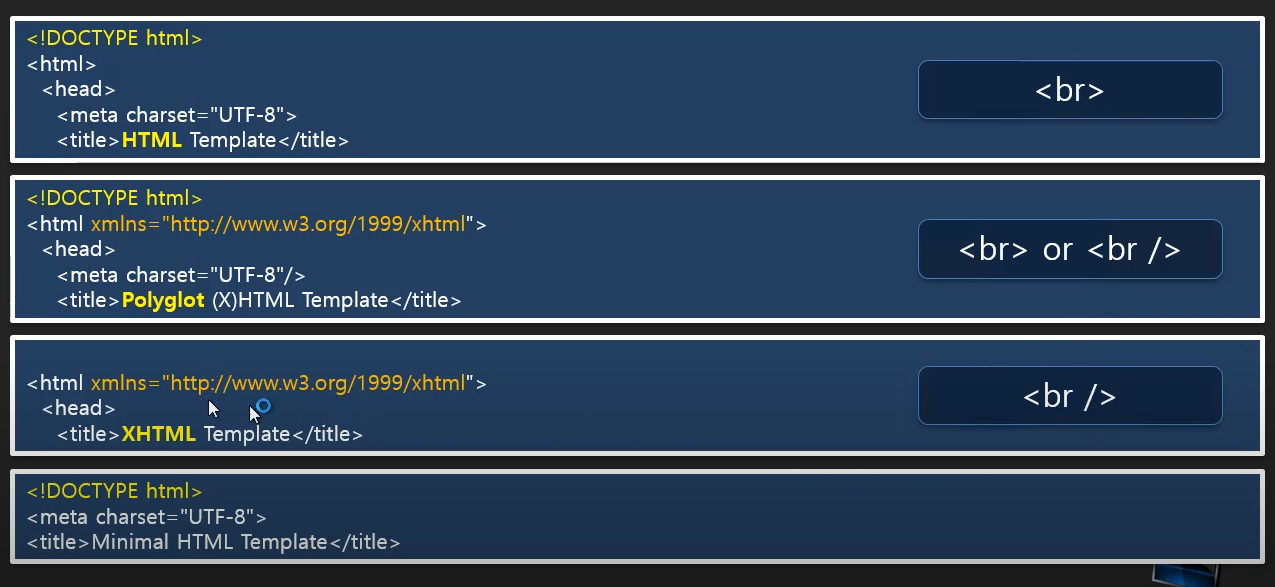 <!DOCTYPE html>
<html>
<head>
<meta charset="UTF-8">
<title>HTML Template</title>
<br>
<!DOCTYPE html>
<html xmlns="http://www.w3.org/1999/xhtml">
<head>
<meta charset="UTF-8"/>
<title>Polyglot (X)HTML Template</title>
<br> or <br />
<html xmlns="http://www.w3.org/1999/xhtml">
<head>
<title>XHTML Template</title>
<br />
<!DOCTYPE html>
<meta charset="UTF-8">
<title>Minimal HTML Template</title>